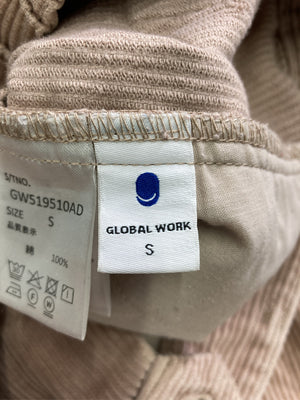 S/TNO.
GW519510AD
SIZE S
品質表示
綿 100%
GLOBAL WORK
S